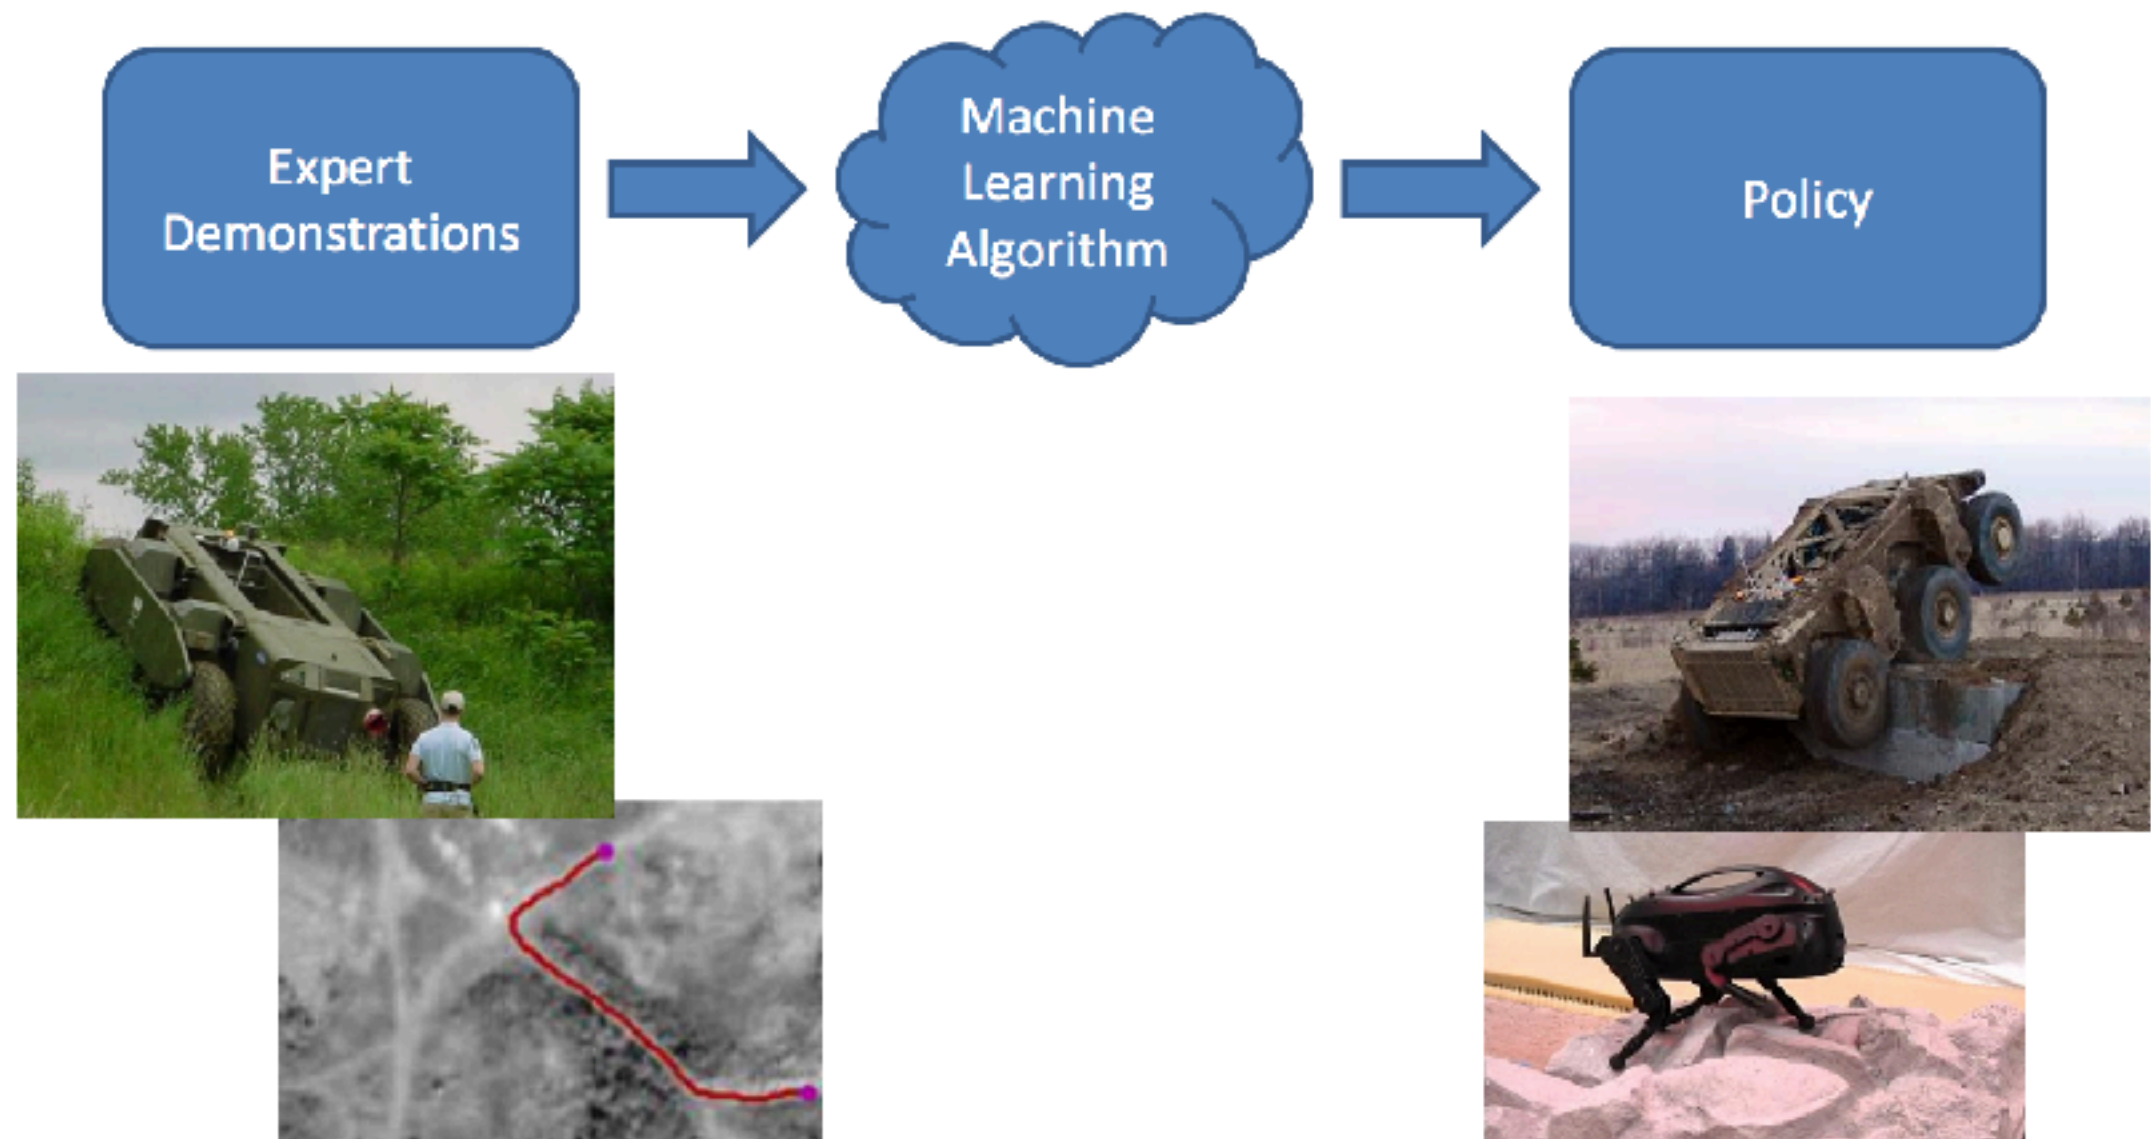 Expert
Demonstrations
Machine
Learning
Algorithm
Policy